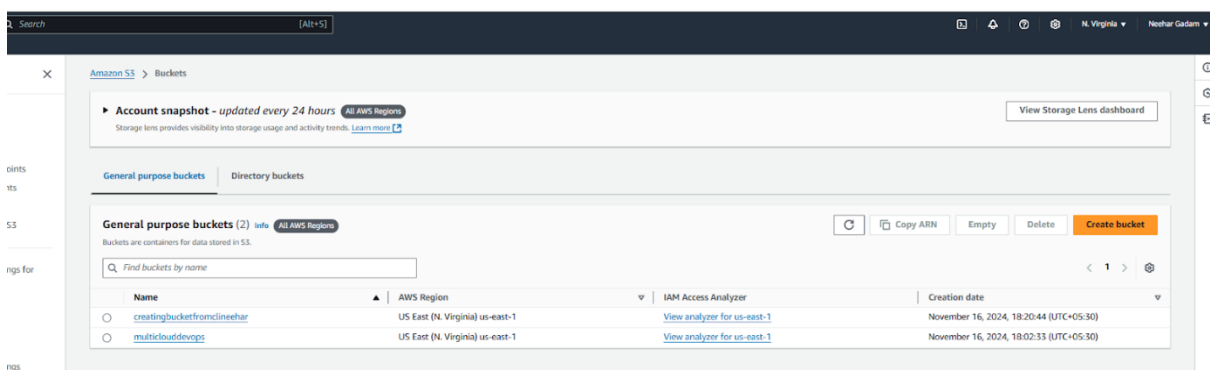 Search [Alt+S] N. Virginia Neehar Gadam
Amazon S3 > Buckets
Account snapshot - updated every 24 hours All AWS Regions View Storage Lens dashboard
Storage lens provides visibility into storage usage and activity trends. Learn more
oints
nts
General purpose buckets Directory buckets
S3
General purpose buckets (2) Info All AWS Regions Copy ARN Empty Delete Create bucket
Buckets are containers for data stored in S3.
ngs for
Find buckets by name < 1 >
Name AWS Region IAM Access Analyzer Creation date
creatingbucketfromclineehar US East (N. Virginia) us-east-1 View analyzer for us-east-1 November 16, 2024, 18:20:44 (UTC+05:30)
multiclouddevops US East (N. Virginia) us-east-1 View analyzer for us-east-1 November 16, 2024, 18:02:33 (UTC+05:30)
ngs